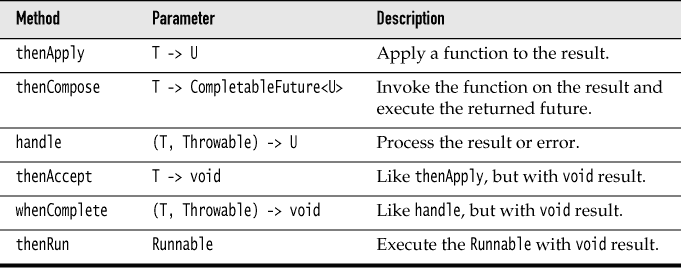 Method Parameter Description
thenApply T -> U Apply a function to the result.
thenCompose T -> CompletableFuture<U> Invoke the function on the result and
execute the returned future.
handle (T, Throwable) -> U Process the result or error.
thenAccept T -> void Like thenApply, but with void result.
whenComplete (T, Throwable) -> void Like handle, but with void result.
thenRun Runnable Execute the Runnable with void result.